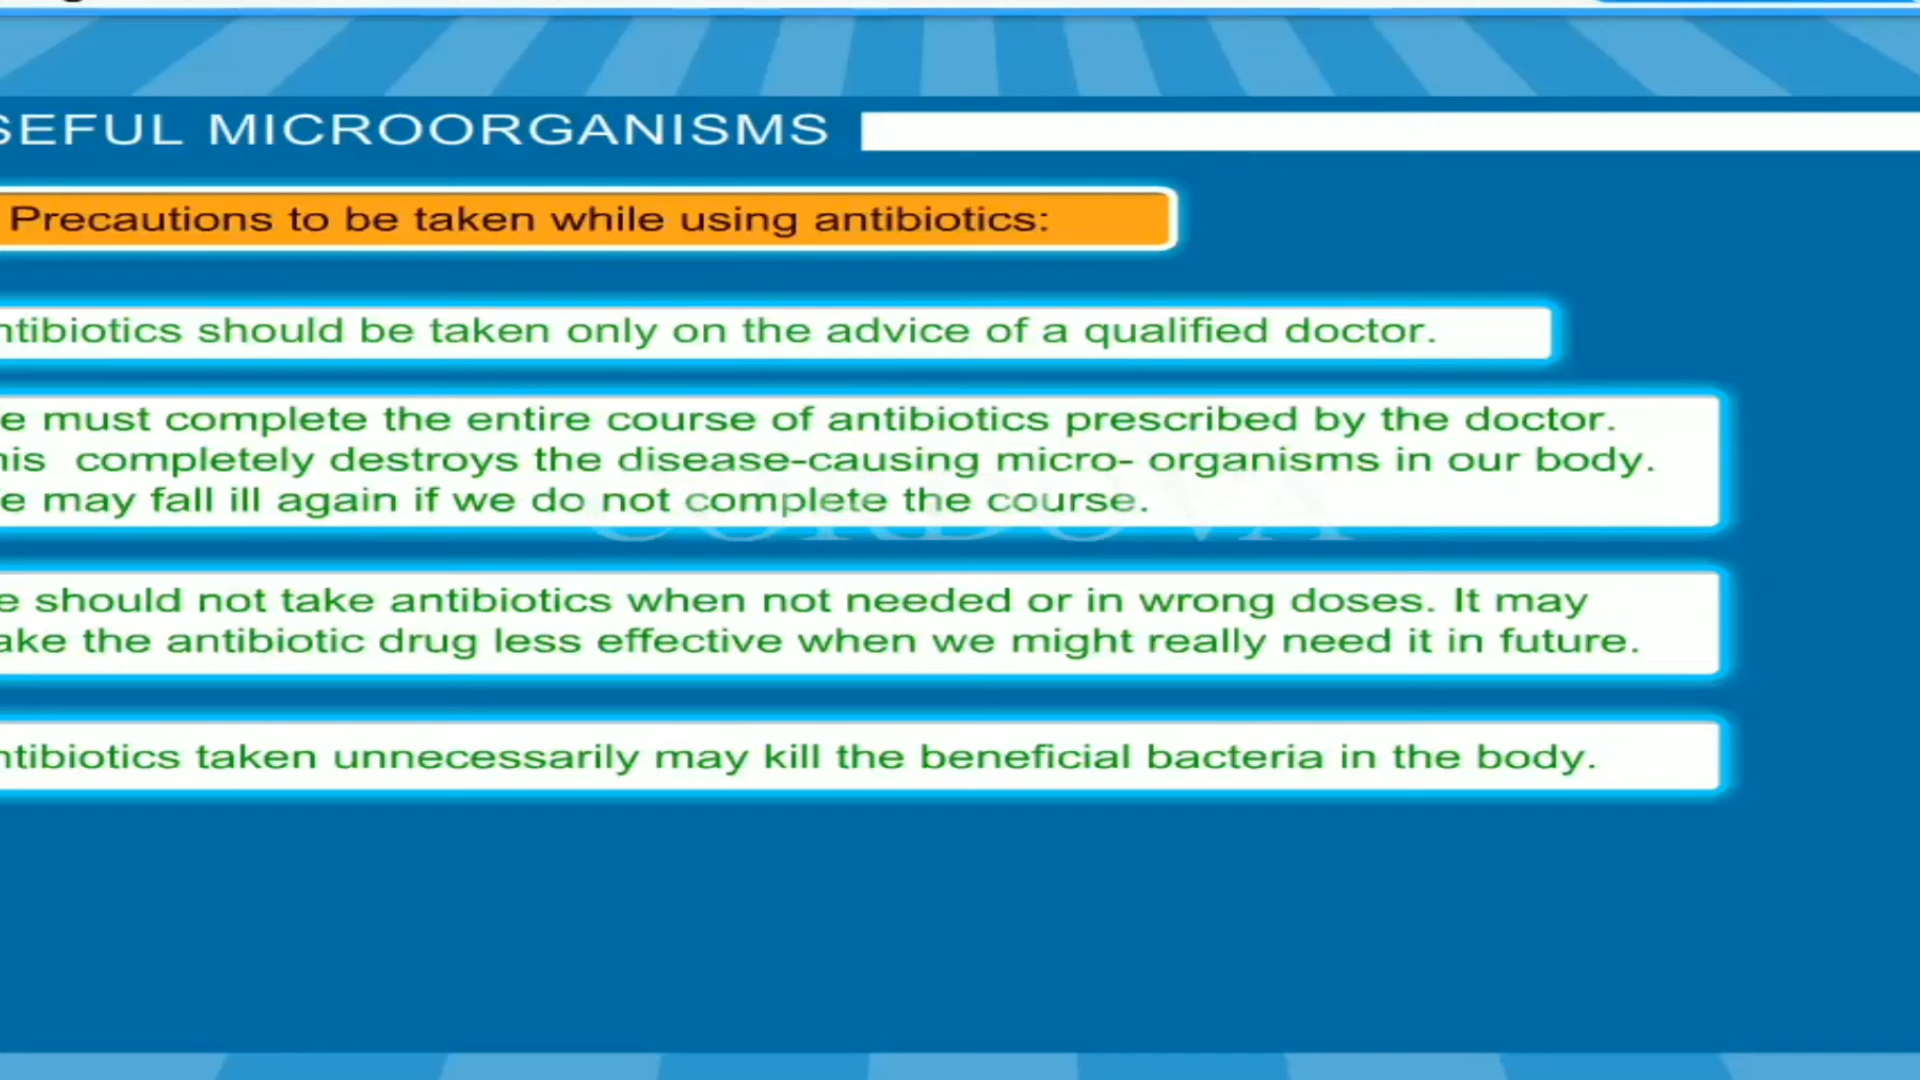 SEFUL MICROORGANISMS
Precautions to be taken while using antibiotics:
ntibiotics should be taken only on the advice of a qualified doctor.
e must complete the entire course of antibiotics prescribed by the doctor.
his completely destroys the disease-causing micro- organisms in our body.
e may fall ill again if we do not complete the course.
CORDOVA
e should not take antibiotics when not needed or in wrong doses. It may
ake the antibiotic drug less effective when we might really need it in future.
ntibiotics taken unnecessarily may kill the beneficial bacteria in the body.